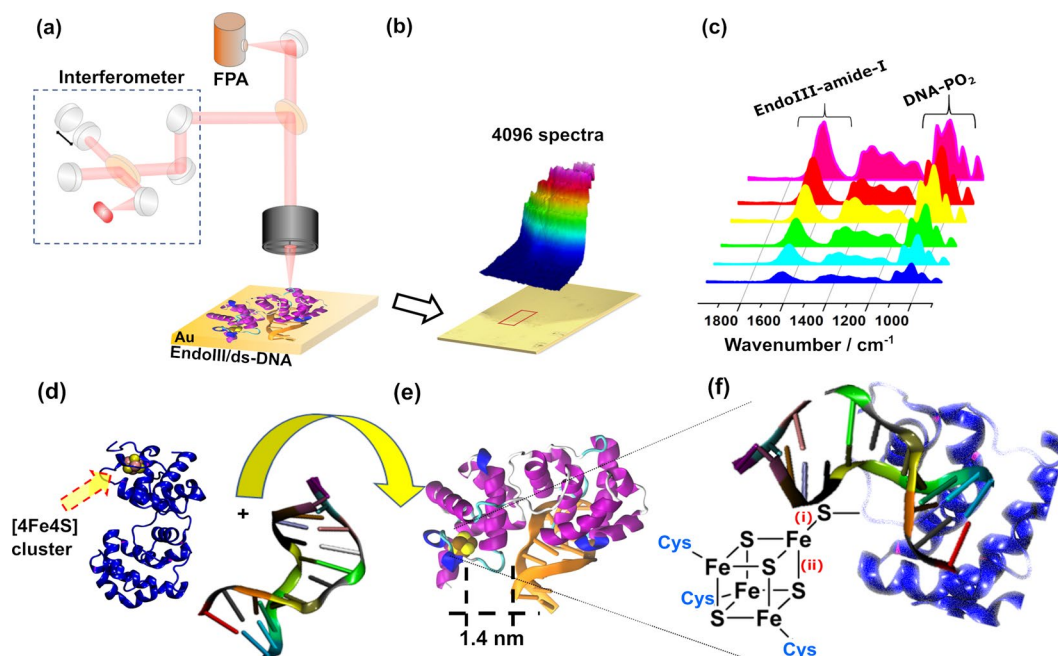 (a)
Interferometer
FPA
Au
EndoIII/ds-DNA
(b)
4096 spectra
(c)
EndoIII-amide-I
DNA-PO2
1800 1600 1400 1200 1000
Wavenumber / cm-1
(d)
[4Fe4S]
cluster
+
(e)
1.4 nm
(f)
(i)
S
Fe
(ii)
Cys
S
Fe
S
Cys
Fe
S
S
Fe
Cys